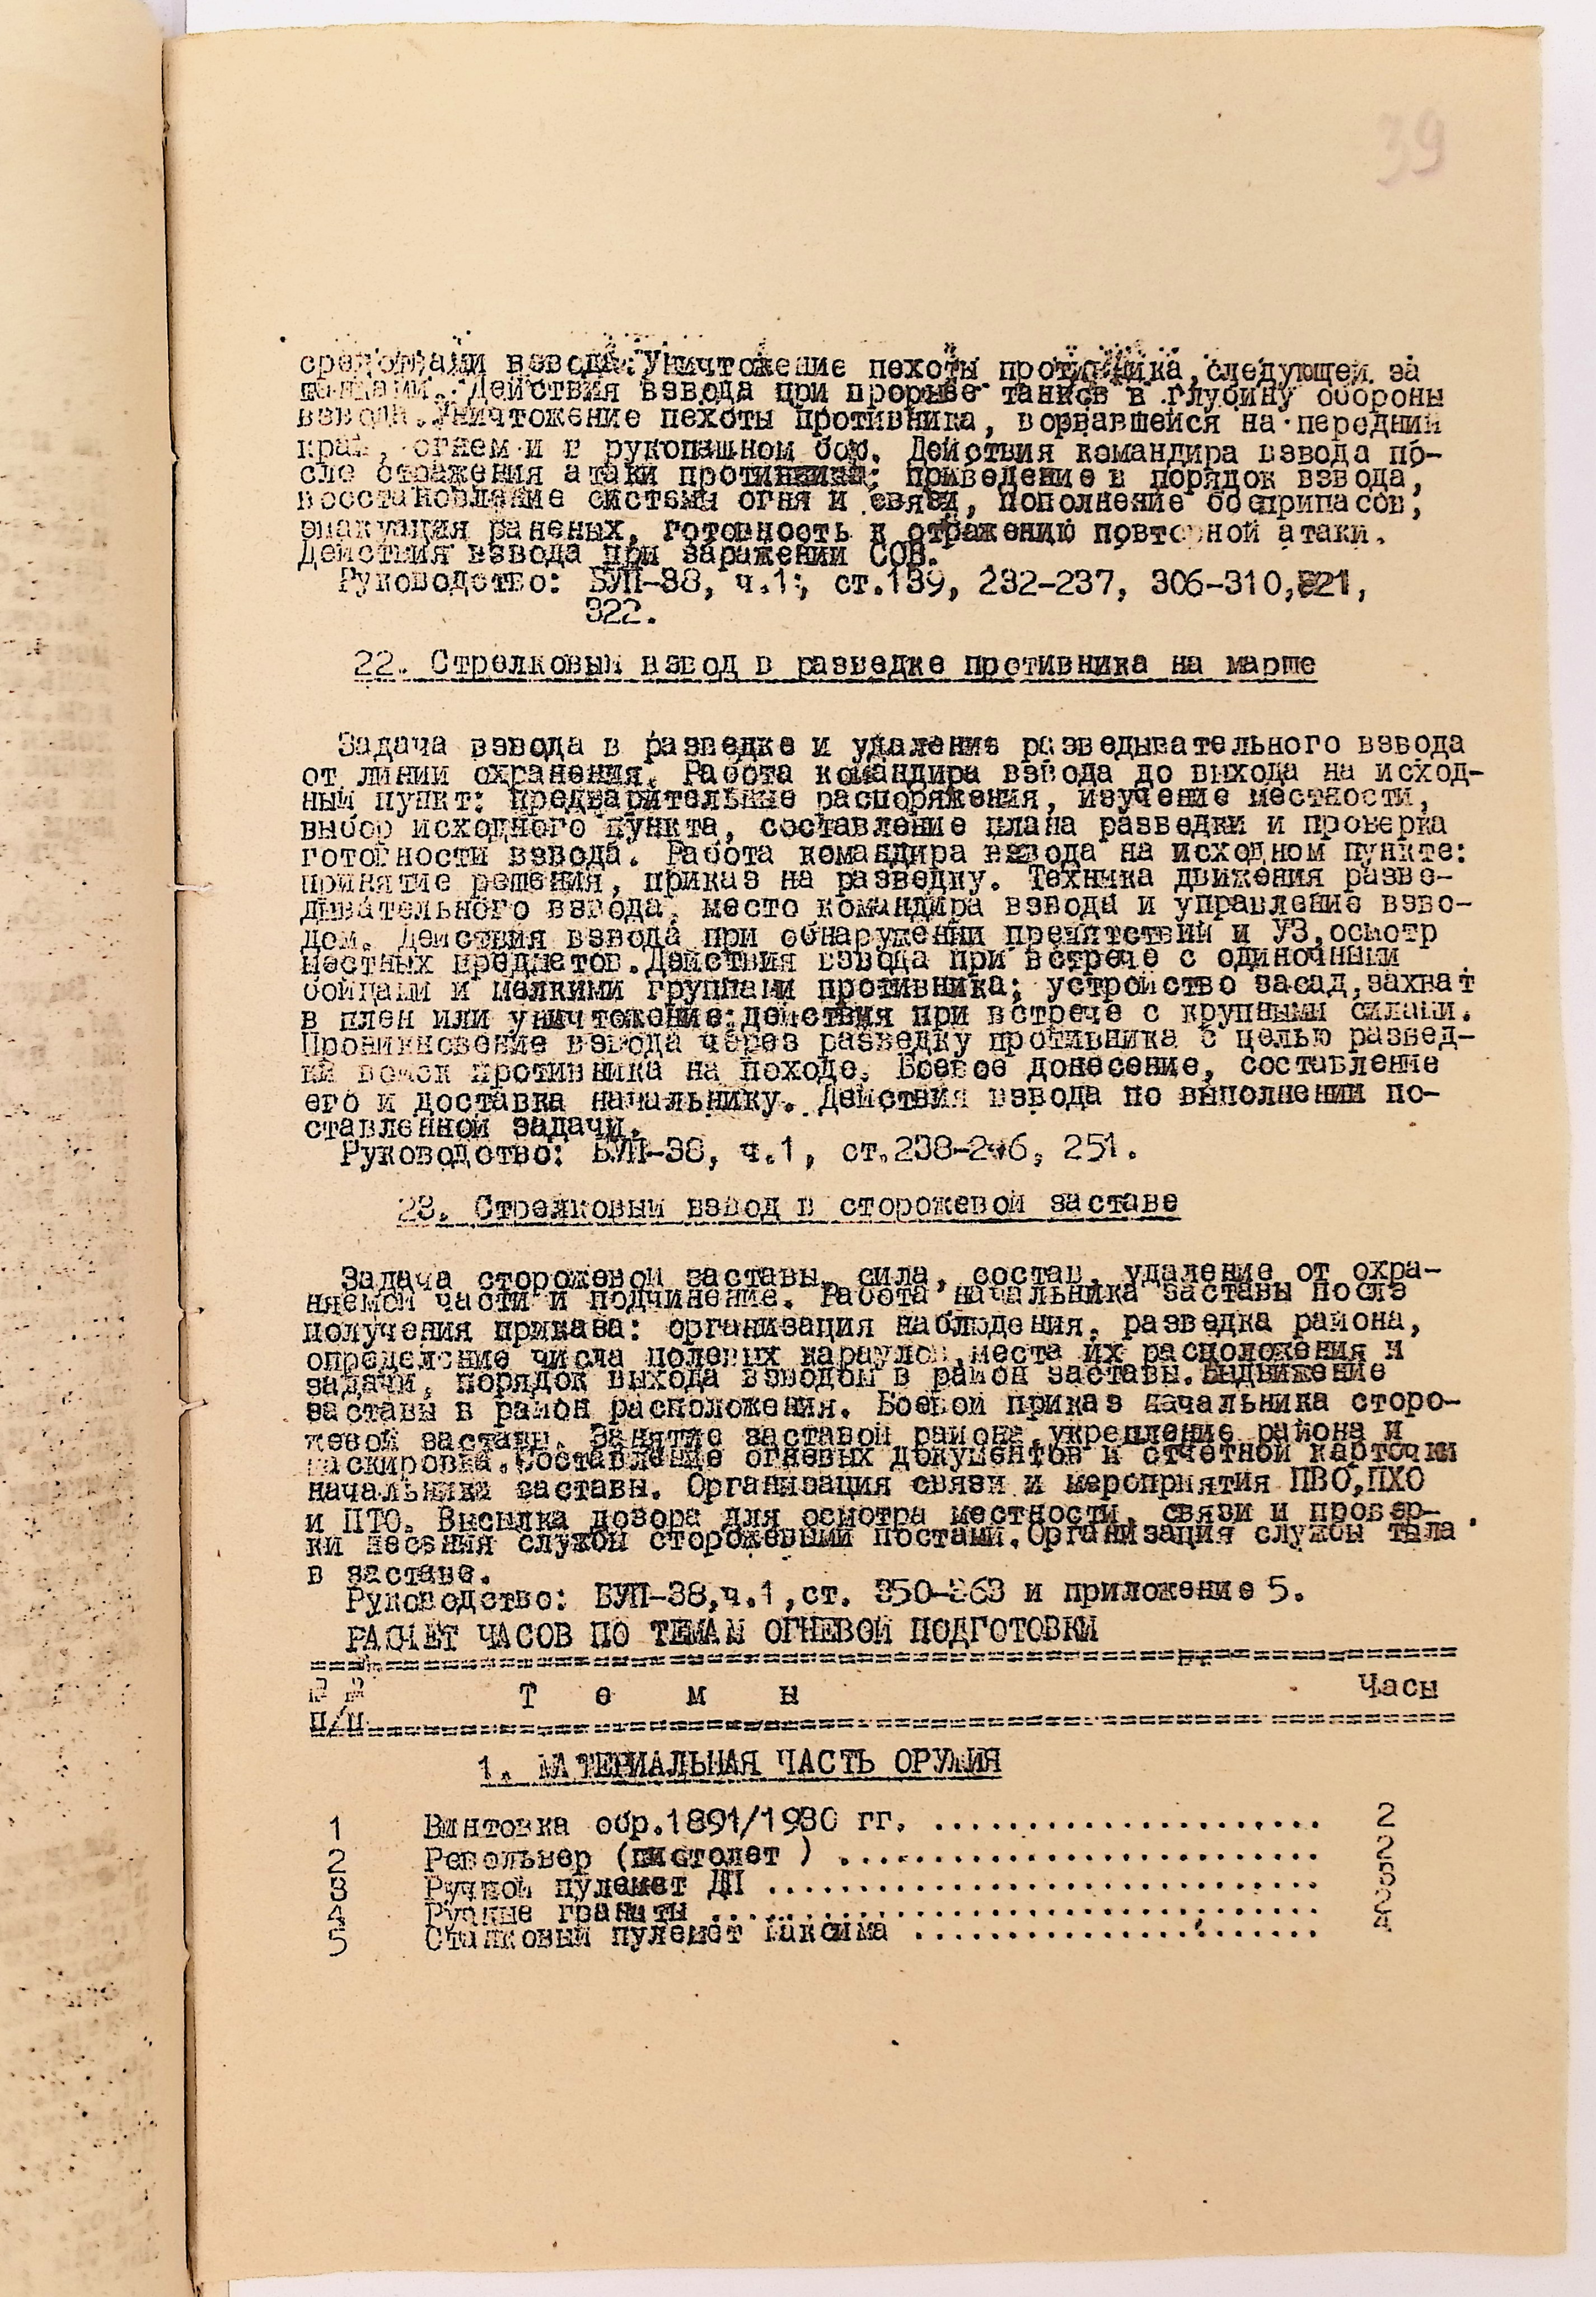 39
средствами взвода. Уничтожение пехоты противника, следующей за
танками. Действия взвода при прорыве танков в глубину обороны
взвода. Уничтожение пехоты противника, ворвавшейся на передний
край, огнем и в рукопашном бою. Действия командира взвода по-
сле отражения атаки противника: приведение в порядок взвода,
восстановление системы огня и связи, пополнение боеприпасов,
эвакуация раненых, готовность к отражению повторной атаки.
Действия взвода при заражении СОВ.
Руководство: БУП-38, ч.1, ст.139, 232-237, 306-310, 321,
322.
22. Стрелковый взвод в разведке противника на марше
Задача взвода в разведке и удаление разведывательного взвода
от линии охранения. Работа командира взвода до выхода на исход-
ный пункт: предварительные распоряжения, изучение местности,
выбор исходного пункта, составление плана разведки и проверка
готовности взвода. Работа командира взвода на исходном пункте:
принятие решения, приказ на разведку. Техника движения разве-
дывательного взвода, место командира взвода и управление взво-
дом. Действия взвода при обнаружении препятствий и УЗ, осмотр
местных предметов. Действия взвода при встрече с одиночными
бойцами и мелкими группами противника; устройство засад, захват
в плен или уничтожение; действия при встрече с крупными силами.
Проникновение взвода через разведку противника с целью развед-
ки войск противника на походе. Боевое донесение, составление
его и доставка начальнику. Действия взвода по выполнении по-
ставленной задачи.
Руководство: БУП-38, ч.1, ст.238-246, 251.
23. Стрелковый взвод в сторожевой заставе
Задача сторожевой заставы, сила, состав, удаление от охра-
няемой части и подчинение. Работа начальника заставы после
получения приказа: организация наблюдения, разведка района,
определение числа полевых караулов, места их расположения и
задачи, порядок выхода взводом в район заставы. Выдвижение
заставы в район расположения. Боевой приказ начальника сторо-
жевой заставы. Занятие заставой района, укрепление района и
маскировка. Составление огневых документов и отчетной карточки
начальника заставы. Организация связи и мероприятия ПВО, ПХО
и ПТО. Высылка дозора для осмотра местности, связи и провер-
ки несения службы сторожевыми постами. Организация службы тыла
в заставе.
Руководство: БУП-38, ч.1, ст. 350-363 и приложение 5.
РАСЧЕТ ЧАСОВ ПО ТЕМАМ ОГНЕВОЙ ПОДГОТОВКИ
№ № Т е м ы Часы
п/п
1. МАТЕРИАЛЬНАЯ ЧАСТЬ ОРУЖИЯ
1 Винтовка обр.1891/1930 гг. ..................... 2
2 Револьвер (пистолет ) .......................... 2
3 Ручной пулемет ДП .............................. 3
4 Ручные гранаты ................................. 3
5 Станковый пулемет Максима ...................... 4